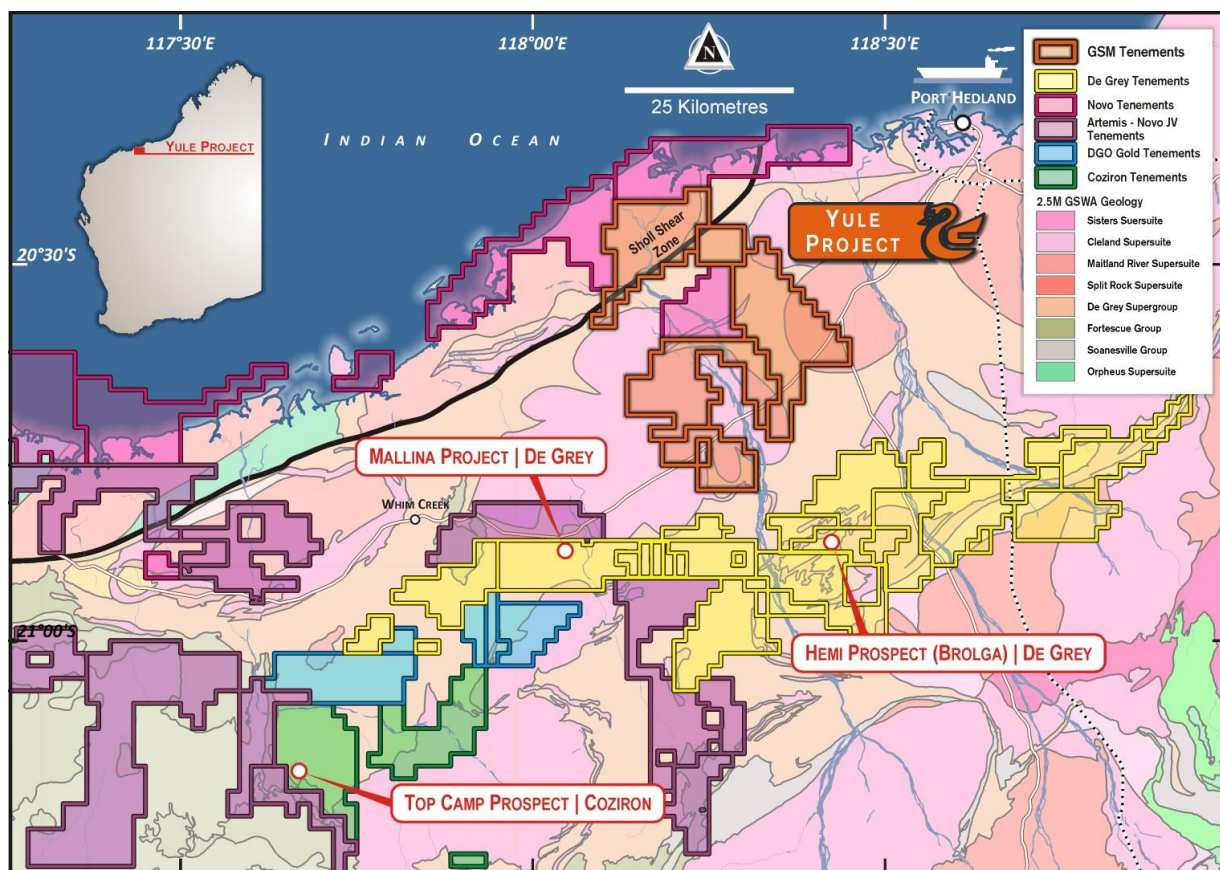 117°30'E
118°00'E
118°30'E
N
25 Kilometres
INDIAN OCEAN
YULE PROJECT
PORT HEDLAND
GSM Tenements
De Grey Tenements
Novo Tenements
Artemis - Novo JV
Tenements
DGO Gold Tenements
Coziron Tenements
2.5M GSWA Geology
Sisters Suersuite
Cleland Supersuite
Maitland River Supersuite
Split Rock Supersuite
De Grey Supergroup
Fortescue Group
Soanesville Group
Orpheus Supersuite
YULE
PROJECT
Sholl Shear
Zone
20°30'S
MALLINA PROJECT | DE GREY
WHIM CREEK
21°00'S
HEMI PROSPECT (BROLGA) | DE GREY
TOP CAMP PROSPECT | COZIRON